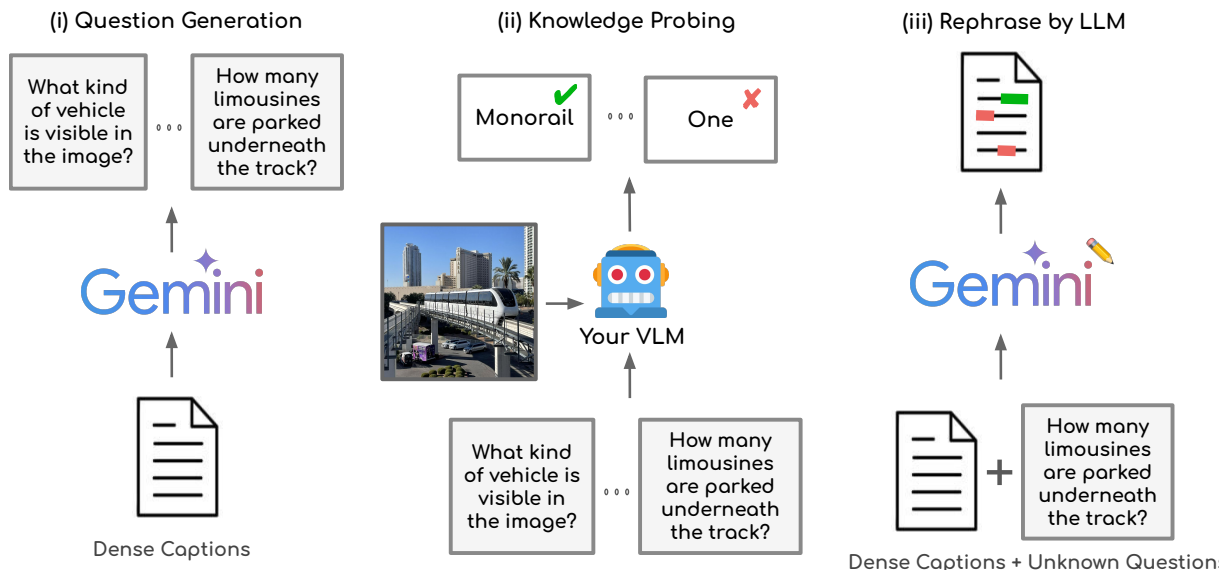 (i) Question Generation
What kind
of vehicle
is visible in
the image?
How many
limousines
are parked
underneath
the track?
Gemini
Dense Captions
(ii) Knowledge Probing
Monorail
One
Your VLM
What kind
of vehicle is
visible in
the image?
How many
limousines
are parked
underneath
the track?
(iii) Rephrase by LLM
Gemini
How many
limousines
are parked
underneath
the track?
Dense Captions + Unknown Questions